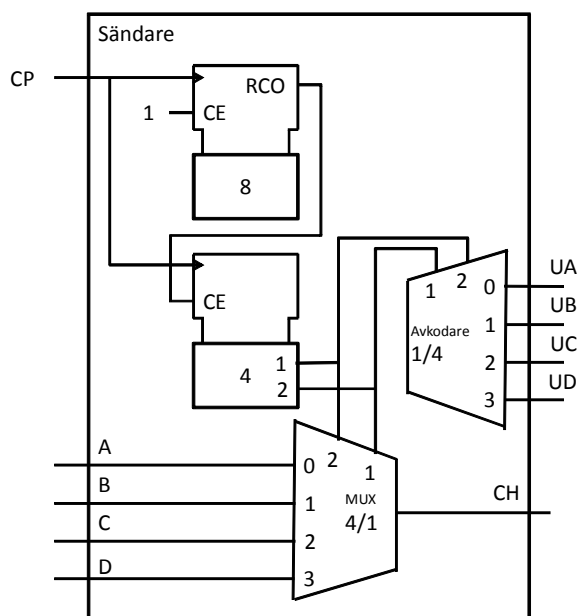 Sändare
CP
RCO
1
CE
8
CE
1
4
2
1
2
0
UA
1
UB
Avkodare
1/4
2
UC
3
UD
A
0
2
1
B
1
MUX
4/1
CH
C
2
D
3